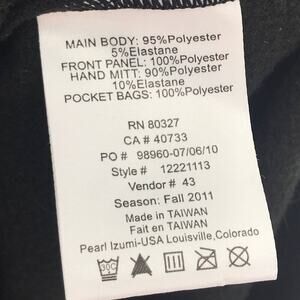 MAIN BODY: 95%Polyester
5%Elastane
FRONT PANEL: 100%Polyester
HAND MITT: 90%Polyester
10%Elastane
POCKET BAGS: 100%Polyester
RN 80327
CA # 40733
PO # 98960-07/06/10
Style # 12221113
Vendor # 43
Season: Fall 2011
Made in TAIWAN
Fait en TAIWAN
Pearl Izumi-USA Louisville,Colorado
30C